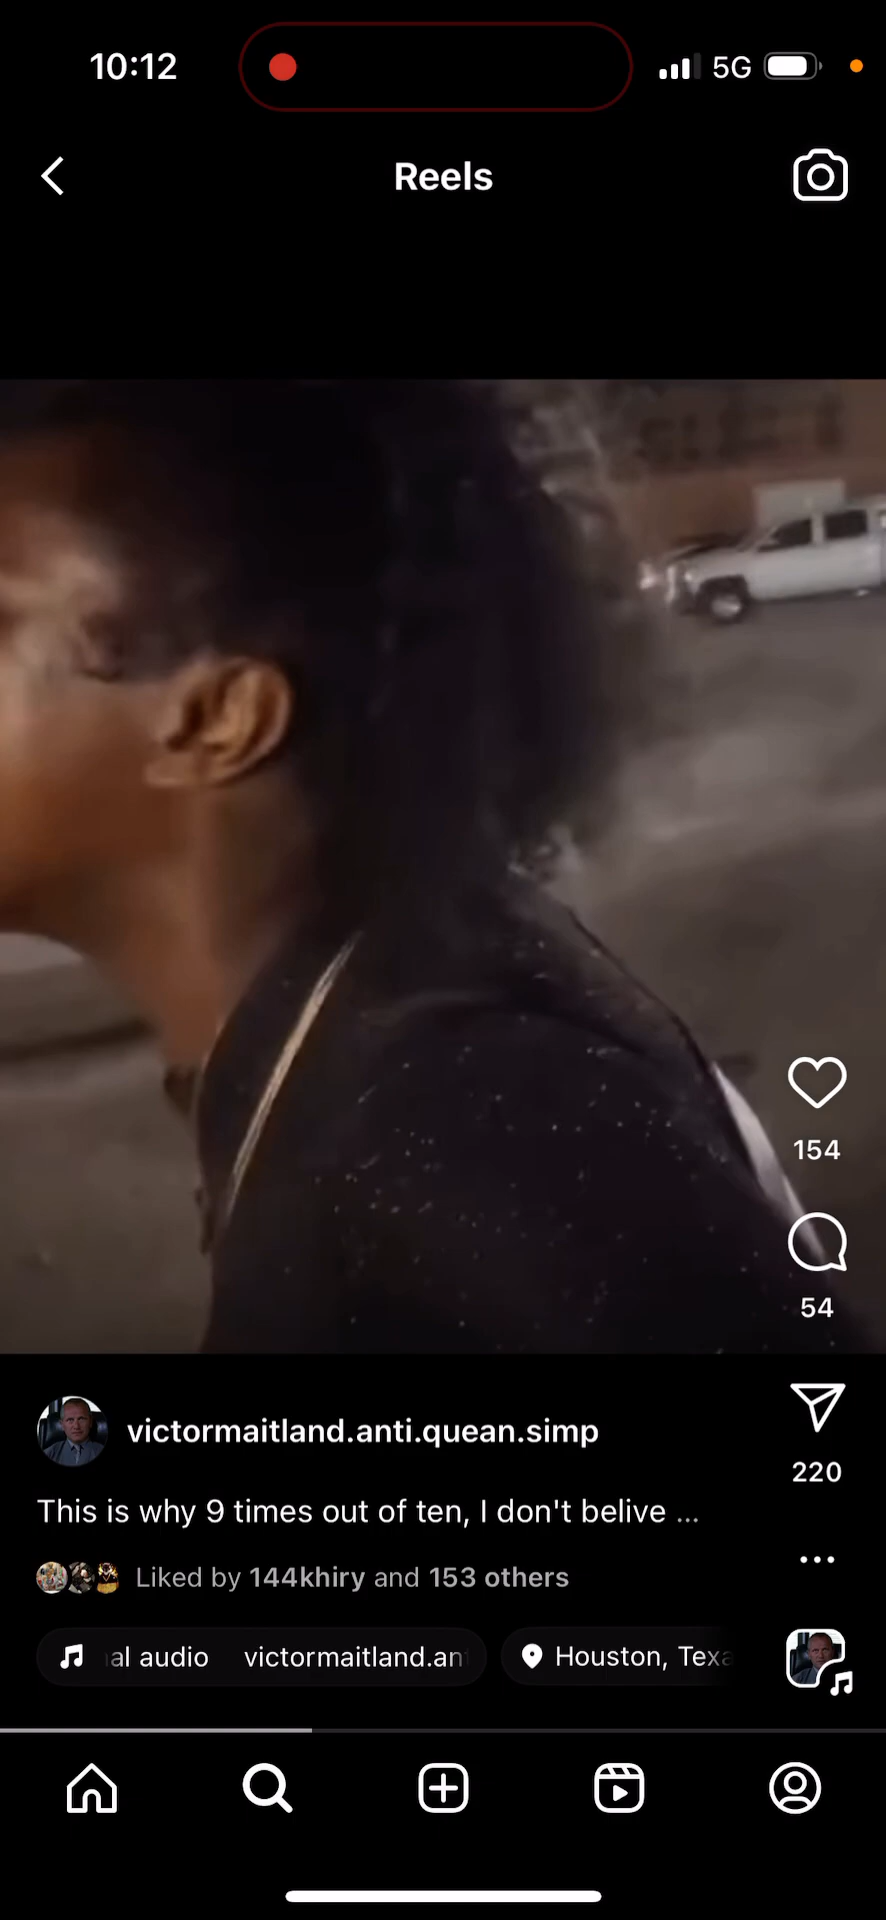 10:12
5G
Reels
154
54
victormaitland.anti.quean.simp
220
This is why 9 times out of ten, I don't belive ...
Liked by 144khiry and 153 others
al audio victormaitland.an
Houston, Texa